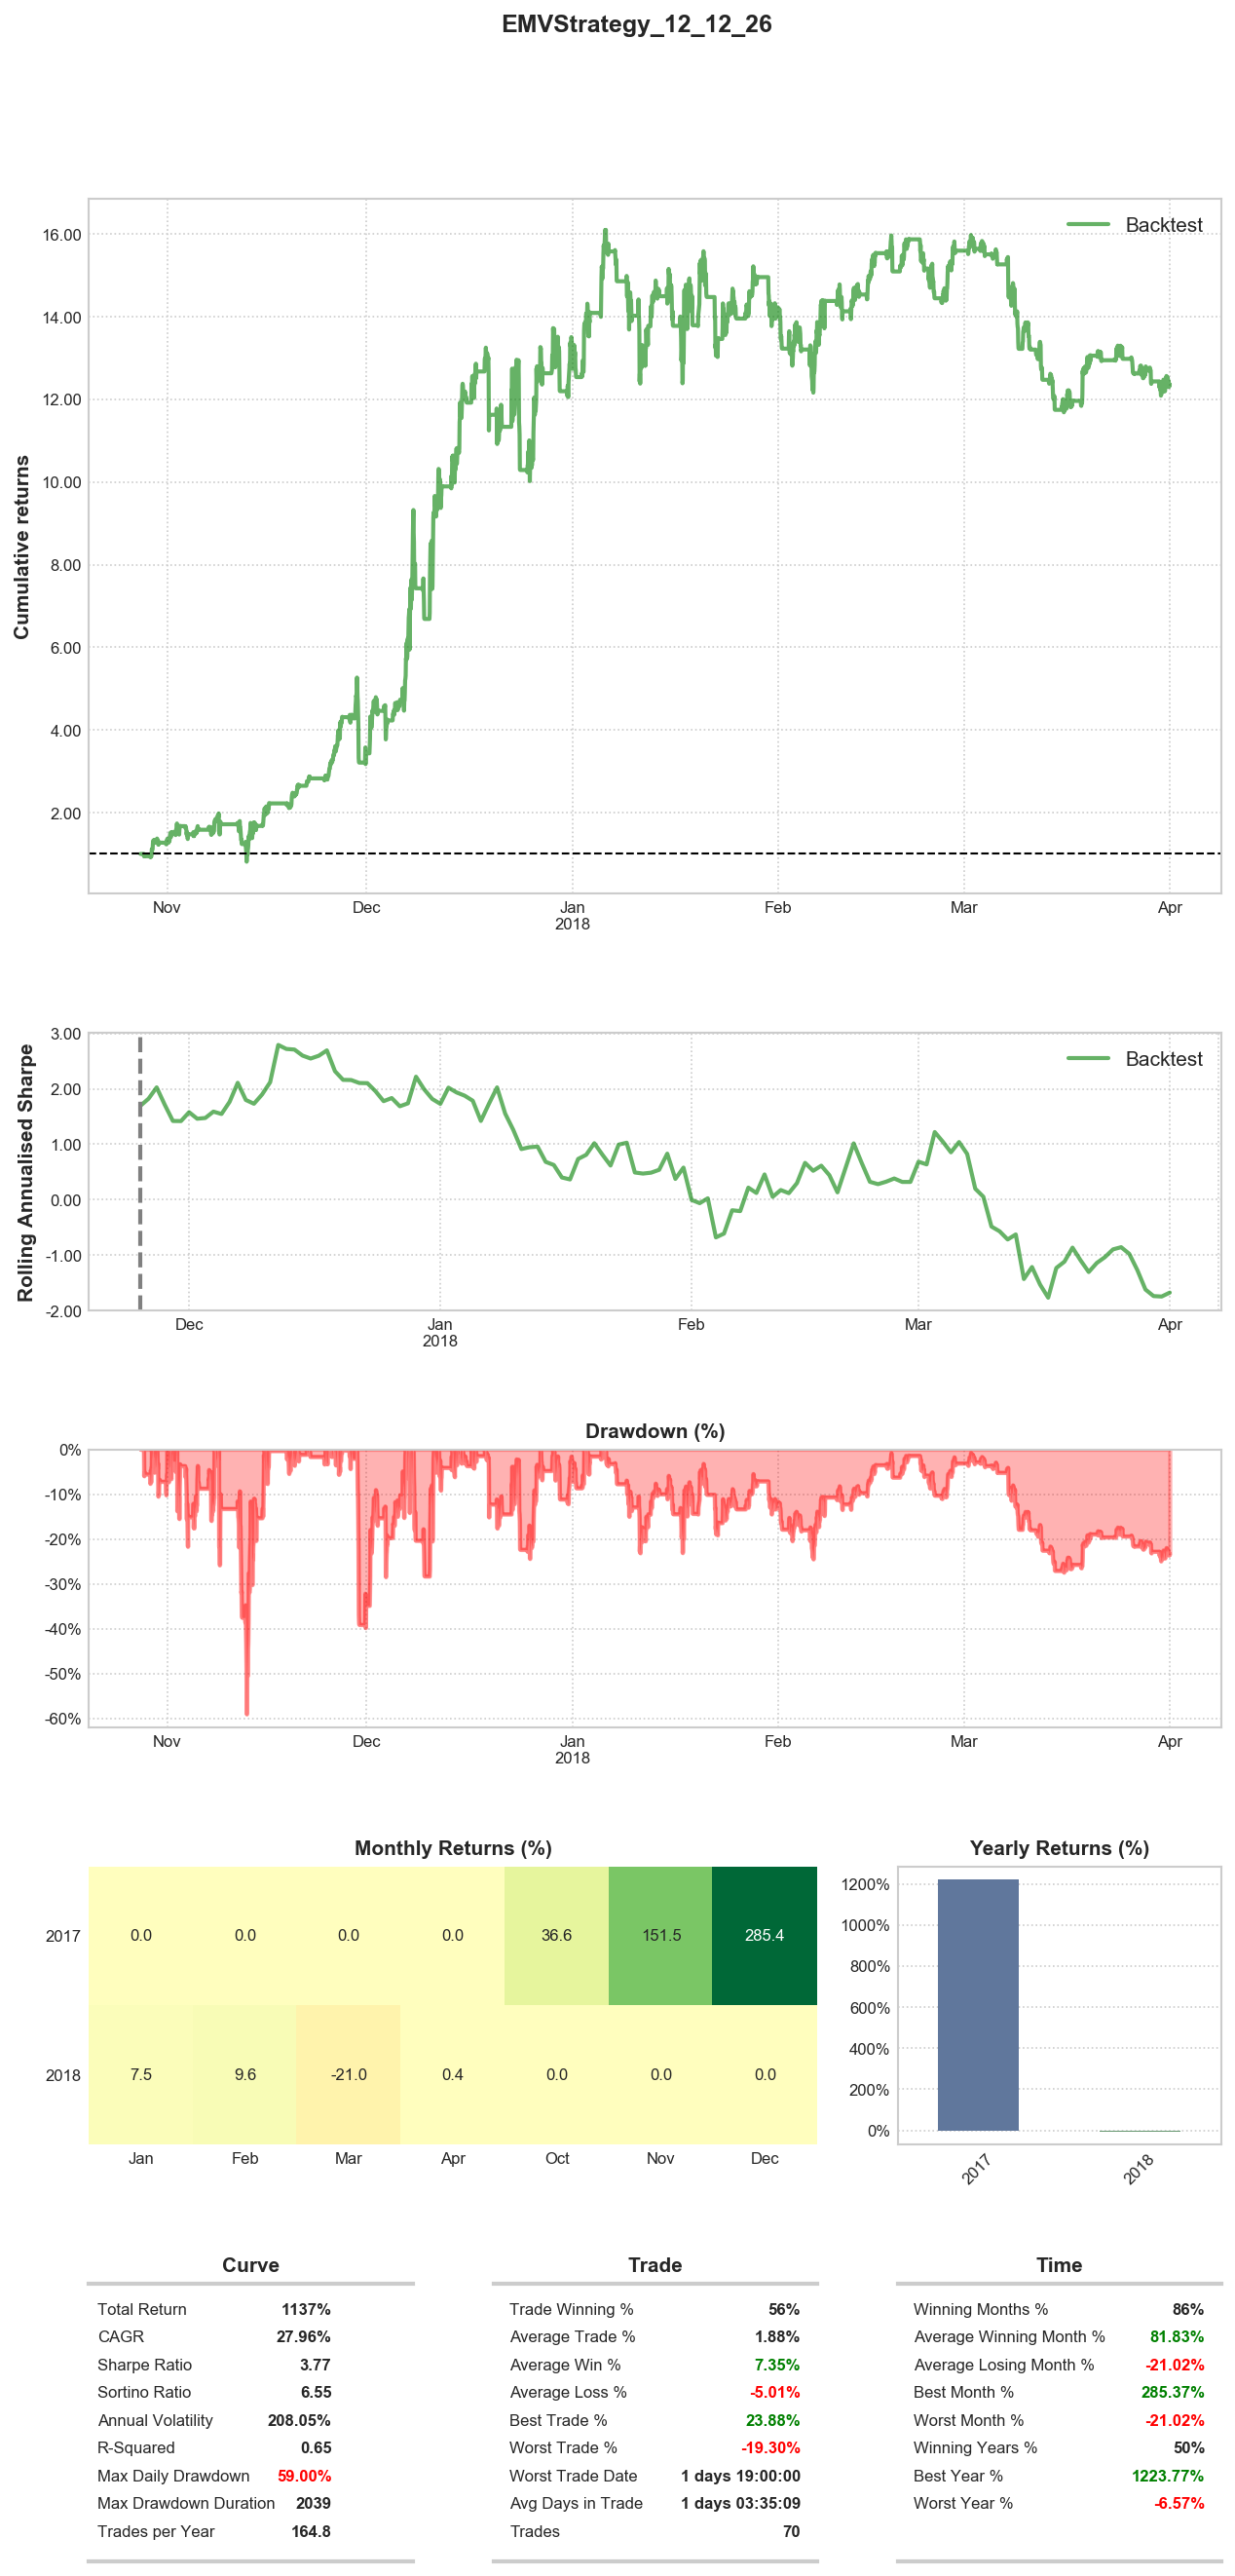 EMVStrategy_12_12_26
Cumulative returns
16.00
14.00
12.00
10.00
8.00
6.00
4.00
2.00
Backtest
Nov Dec Jan Feb Mar Apr
2018
Rolling Annualised Sharpe
3.00
2.00
1.00
0.00
-1.00
-2.00
Backtest
Dec Jan Feb Mar Apr
2018
Drawdown (%)
0%
-10%
-20%
-30%
-40%
-50%
-60%
Nov Dec Jan Feb Mar Apr
2018
Monthly Returns (%)
2017 0.0 0.0 0.0 0.0 36.6 151.5 285.4
2018 7.5 9.6 -21.0 0.4 0.0 0.0 0.0
Jan Feb Mar Apr Oct Nov Dec
Yearly Returns (%)
1200%
1000%
800%
600%
400%
200%
0%
2017 2018
Curve
Total Return 1137%
CAGR 27.96%
Sharpe Ratio 3.77
Sortino Ratio 6.55
Annual Volatility 208.05%
R-Squared 0.65
Max Daily Drawdown 59.00%
Max Drawdown Duration 2039
Trades per Year 164.8
Trade
Trade Winning % 56%
Average Trade % 1.88%
Average Win % 7.35%
Average Loss % -5.01%
Best Trade % 23.88%
Worst Trade % -19.30%
Worst Trade Date 1 days 19:00:00
Avg Days in Trade 1 days 03:35:09
Trades 70
Time
Winning Months % 86%
Average Winning Month % 81.83%
Average Losing Month % -21.02%
Best Month % 285.37%
Worst Month % -21.02%
Winning Years % 50%
Best Year % 1223.77%
Worst Year % -6.57%